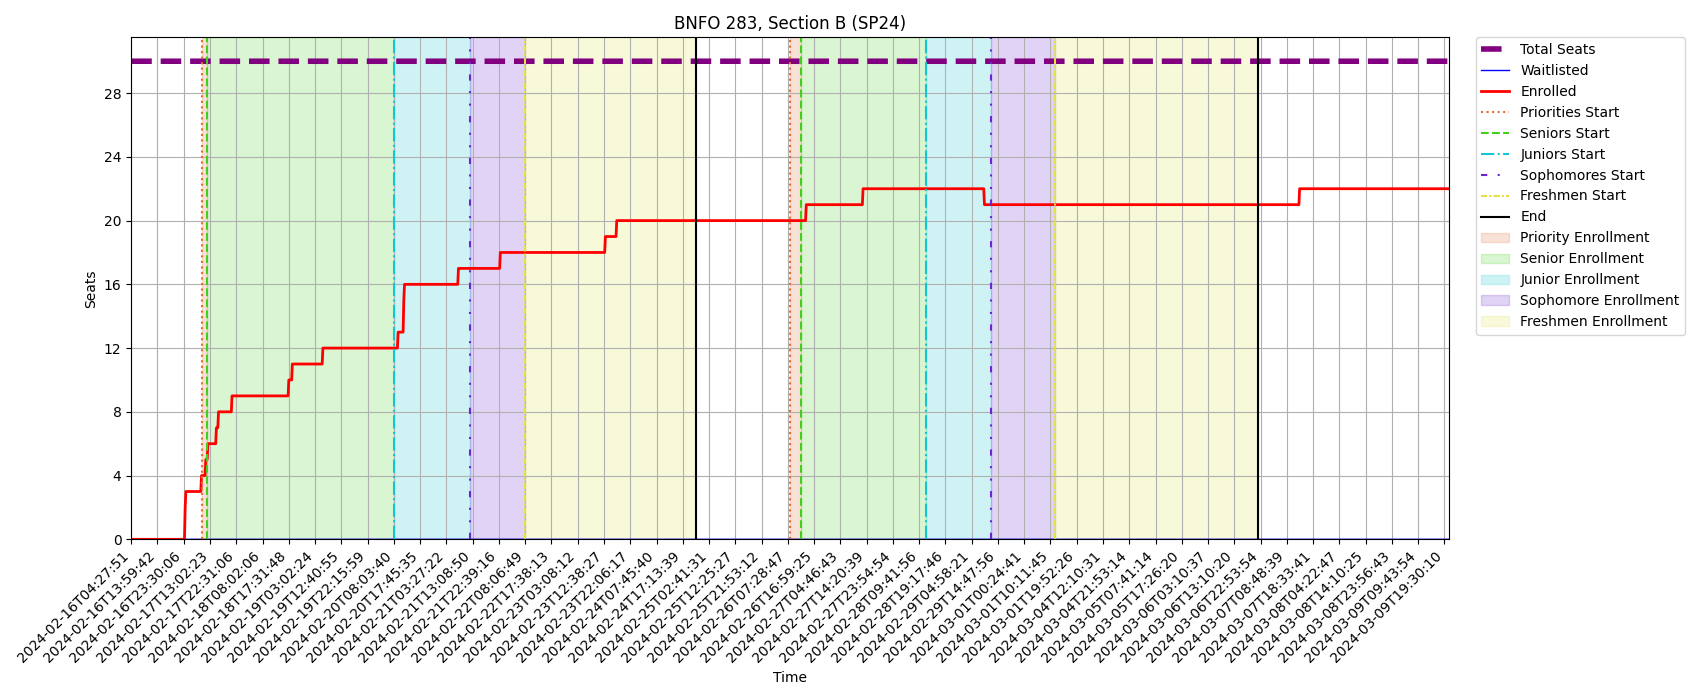 BNFO 283, Section B (SP24)
Seats
28
24
20
16
12
8
4
0
2024-02-16T04:27:51
2024-02-16T13:59:42
2024-02-16T23:30:06
2024-02-17T13:02:23
2024-02-17T22:31:06
2024-02-18T08:02:06
2024-02-18T17:31:48
2024-02-19T03:02:24
2024-02-19T12:40:55
2024-02-19T22:15:59
2024-02-20T08:03:40
2024-02-20T17:45:35
2024-02-21T03:27:22
2024-02-21T13:08:50
2024-02-21T22:39:16
2024-02-22T08:06:49
2024-02-22T17:38:13
2024-02-23T03:08:12
2024-02-23T12:38:27
2024-02-23T22:06:17
2024-02-24T07:45:40
2024-02-24T17:13:39
2024-02-25T02:41:31
2024-02-25T12:25:27
2024-02-25T21:53:12
2024-02-26T07:28:47
2024-02-26T16:59:25
2024-02-27T04:46:43
2024-02-27T14:20:39
2024-02-27T23:54:54
2024-02-28T09:41:56
2024-02-28T19:17:46
2024-02-29T04:58:21
2024-02-29T14:47:56
2024-03-01T00:24:41
2024-03-01T10:11:45
2024-03-01T19:52:26
2024-03-04T12:10:31
2024-03-04T21:53:14
2024-03-05T07:41:14
2024-03-05T17:26:20
2024-03-06T03:10:37
2024-03-06T13:10:20
2024-03-06T22:53:54
2024-03-07T08:48:39
2024-03-07T18:33:41
2024-03-08T04:22:47
2024-03-08T14:10:25
2024-03-08T23:56:43
2024-03-09T09:43:54
2024-03-09T19:30:10
Time
Total Seats
Waitlisted
Enrolled
Priorities Start
Seniors Start
Juniors Start
Sophomores Start
Freshmen Start
End
Priority Enrollment
Senior Enrollment
Junior Enrollment
Sophomore Enrollment
Freshmen Enrollment